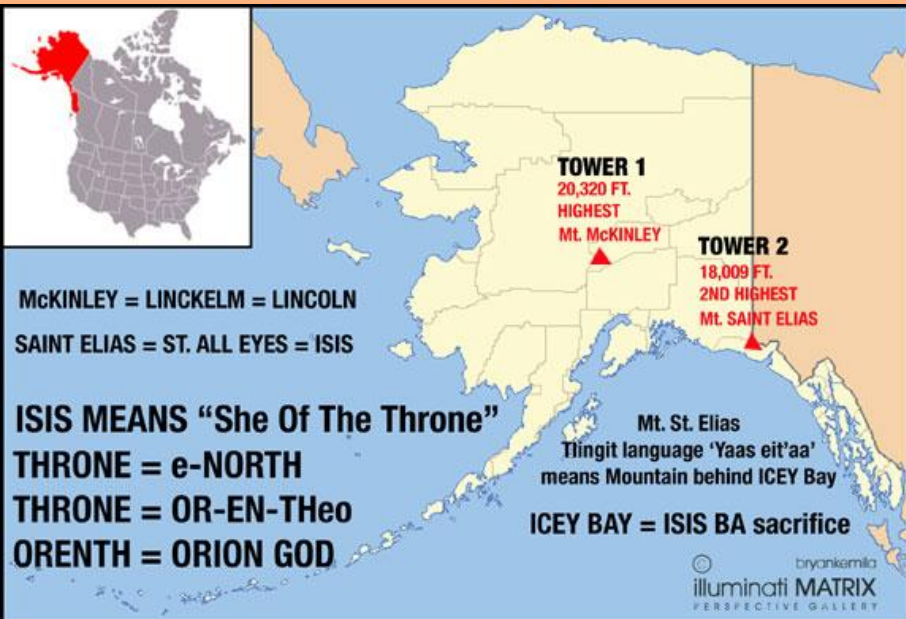 TOWER 1
20,320 FT.
HIGHEST
Mt. McKINLEY
TOWER 2
18,009 FT.
2ND HIGHEST
Mt. SAINT ELIAS
McKINLEY = LINCKELM = LINCOLN
SAINT ELIAS = ST. ALL EYES = ISIS
ISIS MEANS “She Of The Throne”
THRONE = e-NORTH
THRONE = OR-EN-THeo
ORENTH = ORION GOD
Mt. St. Elias
Tlingit language ‘Yaas eit'aa’
means Mountain behind ICEY Bay
ICEY BAY = ISIS BA sacrifice
© bryankemila
illuminati MATRIX
PERSPECTIVE GALLERY